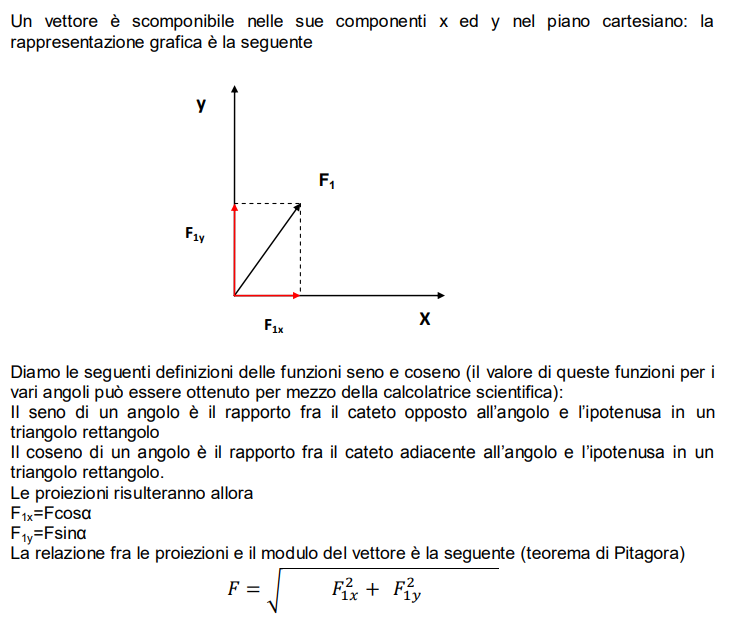 Un vettore è scomponibile nelle sue componenti x ed y nel piano cartesiano: la
rappresentazione grafica è la seguente
y
F₁
F₁y
F₁x
X
Diamo le seguenti definizioni delle funzioni seno e coseno (il valore di queste funzioni per i
vari angoli può essere ottenuto per mezzo della calcolatrice scientifica):
Il seno di un angolo è il rapporto fra il cateto opposto all'angolo e l'ipotenusa in un
triangolo rettangolo
Il coseno di un angolo è il rapporto fra il cateto adiacente all'angolo e l'ipotenusa in un
triangolo rettangolo.
Le proiezioni risulteranno allora
F₁x=Fcosα
F₁y=Fsinα
La relazione fra le proiezioni e il modulo del vettore è la seguente (teorema di Pitagora)
F = √ F₁x² + F₁y²